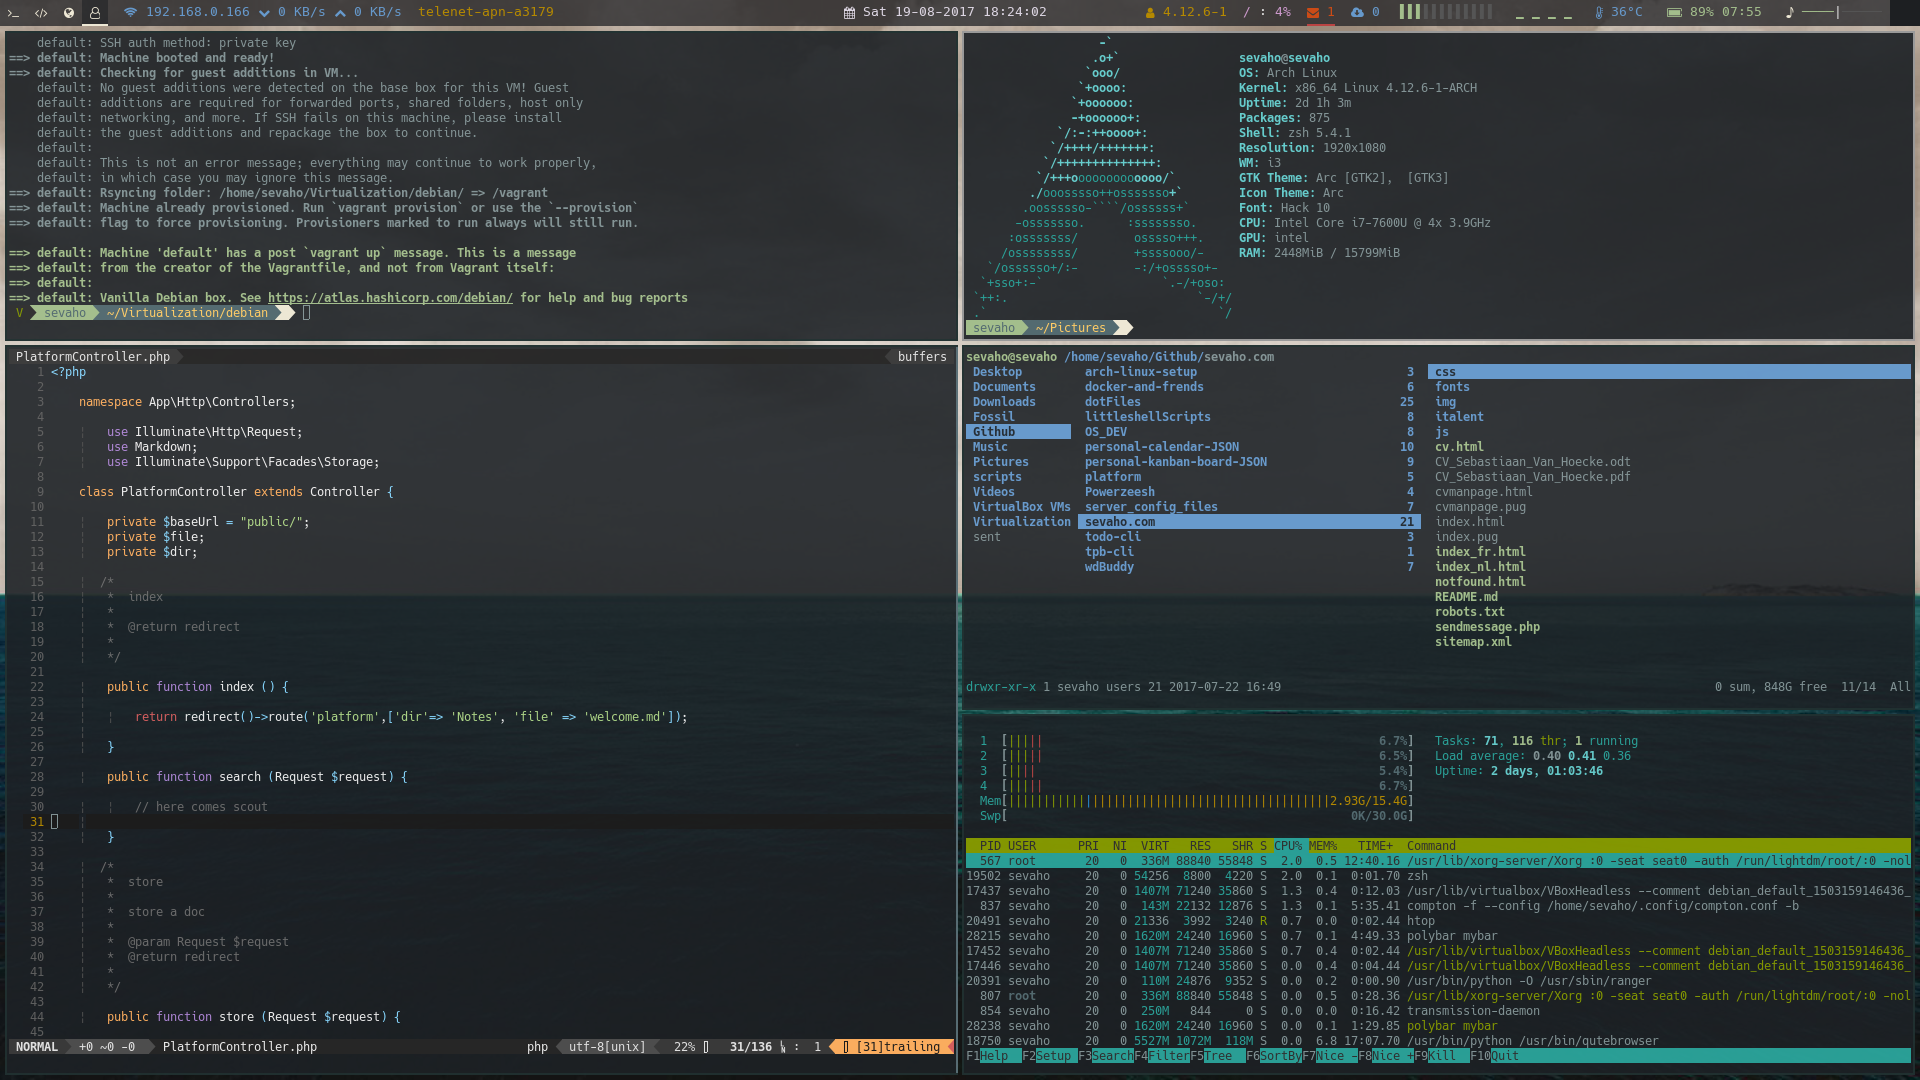 >_ </> 192.168.0.166 0 KB/s 0 KB/s telenet-apn-a3179 Sat 19-08-2017 18:24:02 4.12.6-1 / : 4% 1 0 36°C 89% 07:55
default: SSH auth method: private key
==> default: Machine booted and ready!
==> default: Checking for guest additions in VM...
default: No guest additions were detected on the base box for this VM! Guest
default: additions are required for forwarded ports, shared folders, host only
default: networking, and more. If SSH fails on this machine, please install
default: the guest additions and repackage the box to continue.
default:
default: This is not an error message; everything may continue to work properly,
default: in which case you may ignore this message.
==> default: Rsyncing folder: /home/sevaho/Virtualization/debian/ => /vagrant
==> default: Machine already provisioned. Run `vagrant provision` or use the `--provision`
==> default: flag to force provisioning. Provisioners marked to run always will still run.
==> default: Machine 'default' has a post `vagrant up` message. This is a message
==> default: from the creator of the Vagrantfile, and not from Vagrant itself:
==> default:
==> default: Vanilla Debian box. See https://atlas.hashicorp.com/debian/ for help and bug reports
V sevaho ~/Virtualization/debian
-`
.o+` sevaho@sevaho
`ooo/ OS: Arch Linux
`+oooo: Kernel: x86_64 Linux 4.12.6-1-ARCH
`+oooooo: Uptime: 2d 1h 3m
-+oooooo+: Packages: 875
`/:-:++oooo+: Shell: zsh 5.4.1
`/++++/+++++++: Resolution: 1920x1080
`/++++++++++++++: WM: i3
`/+++ooooooooooooo/` GTK Theme: Arc [GTK2], [GTK3]
./ooosssso++osssssso+` Icon Theme: Arc
.oossssso-````/ossssss+` Font: Hack 10
-osssssso. :ssssssso. CPU: Intel Core i7-7600U @ 4x 3.9GHz
:osssssss/ osssso+++. GPU: intel
/ossssssss/ +ssssooo/- RAM: 2448MiB / 15799MiB
`/ossssso+/:- -:/+osssso+-
`+sso+:-` `.-/+oso:
`++:. `-/+/
.` `/
sevaho ~/Pictures
PlatformController.php buffers
1 <?php
2
3 namespace App\Http\Controllers;
4
5 use Illuminate\Http\Request;
6 use Markdown;
7 use Illuminate\Support\Facades\Storage;
8
9 class PlatformController extends Controller {
10
11 private $baseUrl = "public/";
12 private $file;
13 private $dir;
14
15 /*
16 * index
17 *
18 * @return redirect
19 *
20 */
21
22 public function index () {
23
24 return redirect()->route('platform',['dir'=> 'Notes', 'file' => 'welcome.md']);
25
26 }
27
28 public function search (Request $request) {
29
30 // here comes scout
31
32 }
33
34 /*
35 * store
36 *
37 * store a doc
38 *
39 * @param Request $request
40 * @return redirect
41 *
42 */
43
44 public function store (Request $request) {
45
NORMAL +0 ~0 -0 PlatformController.php php utf-8[unix] 22% 31/136 : 1 [31]trailing
sevaho@sevaho /home/sevaho/Github/sevaho.com
Desktop arch-linux-setup 3 css
Documents docker-and-frends 6 fonts
Downloads dotFiles 25 img
Fossil littleshellScripts 8 italent
Github OS_DEV 8 js
Music personal-calendar-JSON 10 cv.html
Pictures personal-kanban-board-JSON 9 CV_Sebastiaan_Van_Hoecke.odt
scripts platform 5 CV_Sebastiaan_Van_Hoecke.pdf
Videos Powerzeesh 4 cvmanpage.html
VirtualBox VMs server_config_files 7 cvmanpage.pug
Virtualization sevaho.com 21 index.html
sent todo-cli 3 index.pug
tpb-cli 1 index_fr.html
wdBuddy 7 index_nl.html
notfound.html
README.md
robots.txt
sendmessage.php
sitemap.xml
drwxr-xr-x 1 sevaho users 21 2017-07-22 16:49 0 sum, 848G free 11/14 All
1 [||||| 6.7%] Tasks: 71, 116 thr; 1 running
2 [||||| 6.5%] Load average: 0.40 0.41 0.36
3 [|||| 5.4%] Uptime: 2 days, 01:03:46
4 [||||| 6.7%]
Mem[||||||||||||||||||||||||||||||||||||||||||||||2.93G/15.4G]
Swp[ 0K/30.0G]
PID USER PRI NI VIRT RES SHR S CPU% MEM% TIME+ Command
567 root 20 0 336M 88840 55848 S 2.0 0.5 12:40.16 /usr/lib/xorg-server/Xorg :0 -seat seat0 -auth /run/lightdm/root/:0 -nol
19502 sevaho 20 0 54256 8800 4220 S 2.0 0.1 0:01.70 zsh
17437 sevaho 20 0 1407M 71240 35860 S 1.3 0.4 0:12.03 /usr/lib/virtualbox/VBoxHeadless --comment debian_default_1503159146436_
837 sevaho 20 0 143M 22132 12876 S 1.3 0.1 5:35.41 compton -f --config /home/sevaho/.config/compton.conf -b
20491 sevaho 20 0 21336 3992 3240 R 0.7 0.0 0:02.44 htop
28215 sevaho 20 0 1620M 24240 16960 S 0.7 0.1 4:49.33 polybar mybar
17452 sevaho 20 0 1407M 71240 35860 S 0.7 0.4 0:02.44 /usr/lib/virtualbox/VBoxHeadless --comment debian_default_1503159146436_
17446 sevaho 20 0 1407M 71240 35860 S 0.0 0.4 0:04.44 /usr/lib/virtualbox/VBoxHeadless --comment debian_default_1503159146436_
20391 sevaho 20 0 110M 24876 9352 S 0.0 0.2 0:00.90 /usr/bin/python -O /usr/sbin/ranger
807 root 20 0 336M 88840 55848 S 0.0 0.5 0:28.36 /usr/lib/xorg-server/Xorg :0 -seat seat0 -auth /run/lightdm/root/:0 -nol
854 sevaho 20 0 250M 844 0 S 0.0 0.0 0:16.42 transmission-daemon
28238 sevaho 20 0 1620M 24240 16960 S 0.0 0.1 1:29.85 polybar mybar
18750 sevaho 20 0 5527M 1072M 118M S 0.0 6.8 17:07.70 /usr/bin/python /usr/bin/qutebrowser
F1Help F2Setup F3SearchF4FilterF5Tree F6SortByF7Nice -F8Nice +F9Kill F10Quit